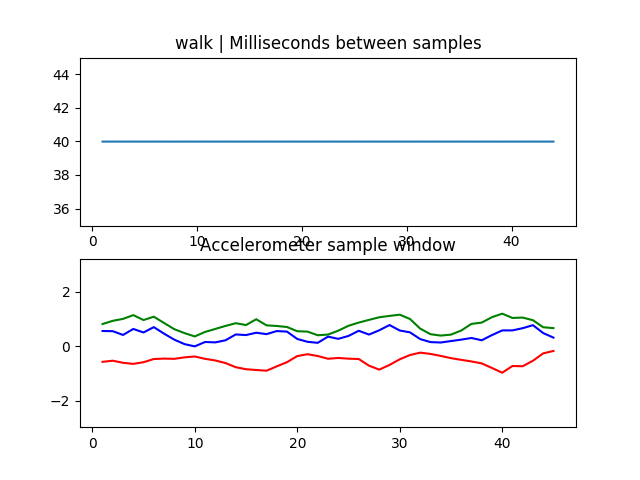 walk | Milliseconds between samples
44
42
40
38
36
0 10 20 30 40
Accelerometer sample window
2
0
−2
0 10 20 30 40